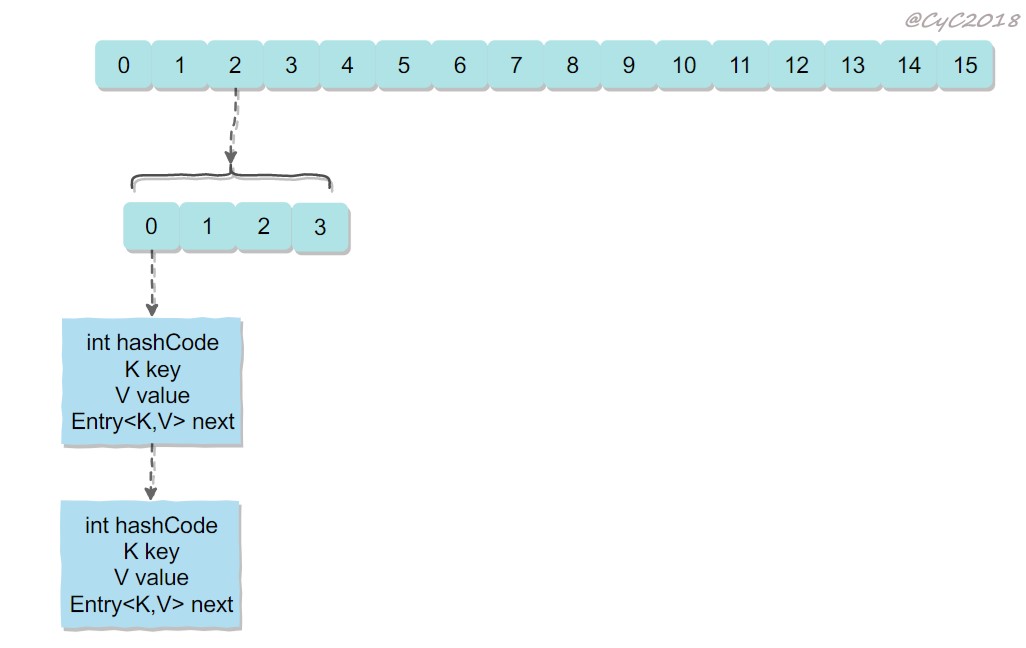 @CyC2018
0 1 2 3 4 5 6 7 8 9 10 11 12 13 14 15
0 1 2 3
int hashCode
K key
V value
Entry<K,V> next
int hashCode
K key
V value
Entry<K,V> next